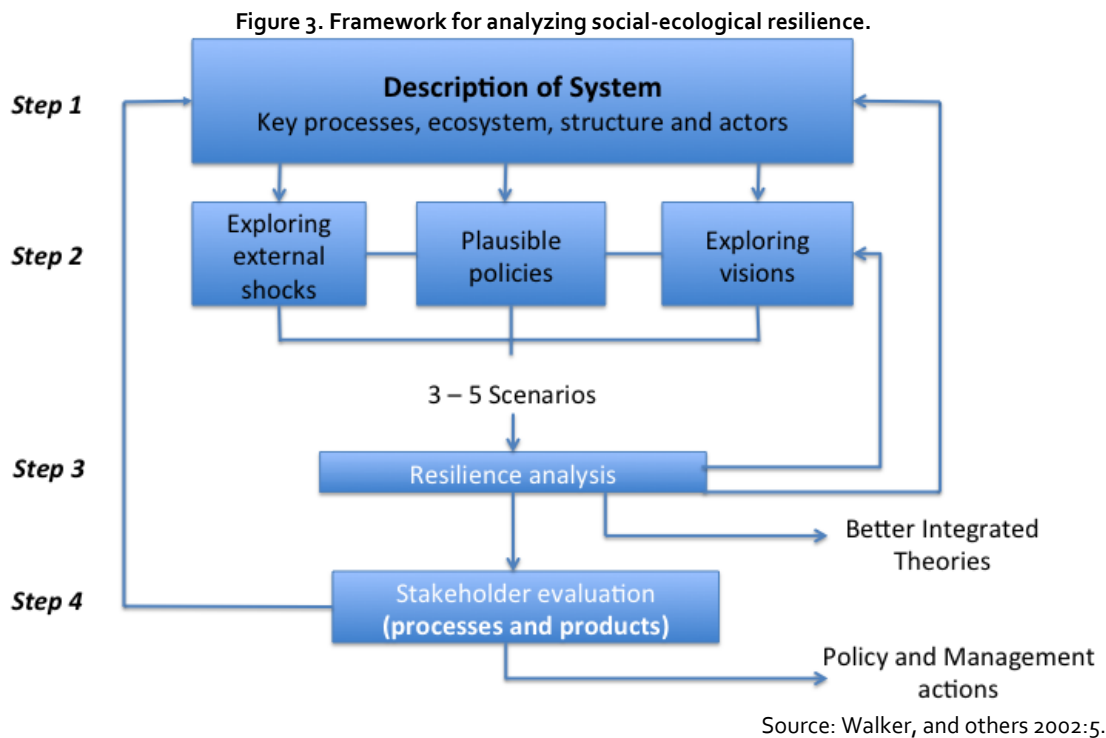 Figure 3. Framework for analyzing social-ecological resilience.
Step 1
Description of System
Key processes, ecosystem, structure and actors
Step 2
Exploring
external
shocks
Plausible
policies
Exploring
visions
3 – 5 Scenarios
Step 3
Resilience analysis
Better Integrated
Theories
Step 4
Stakeholder evaluation
(processes and products)
Policy and Management
actions
Source: Walker, and others 2002:5.